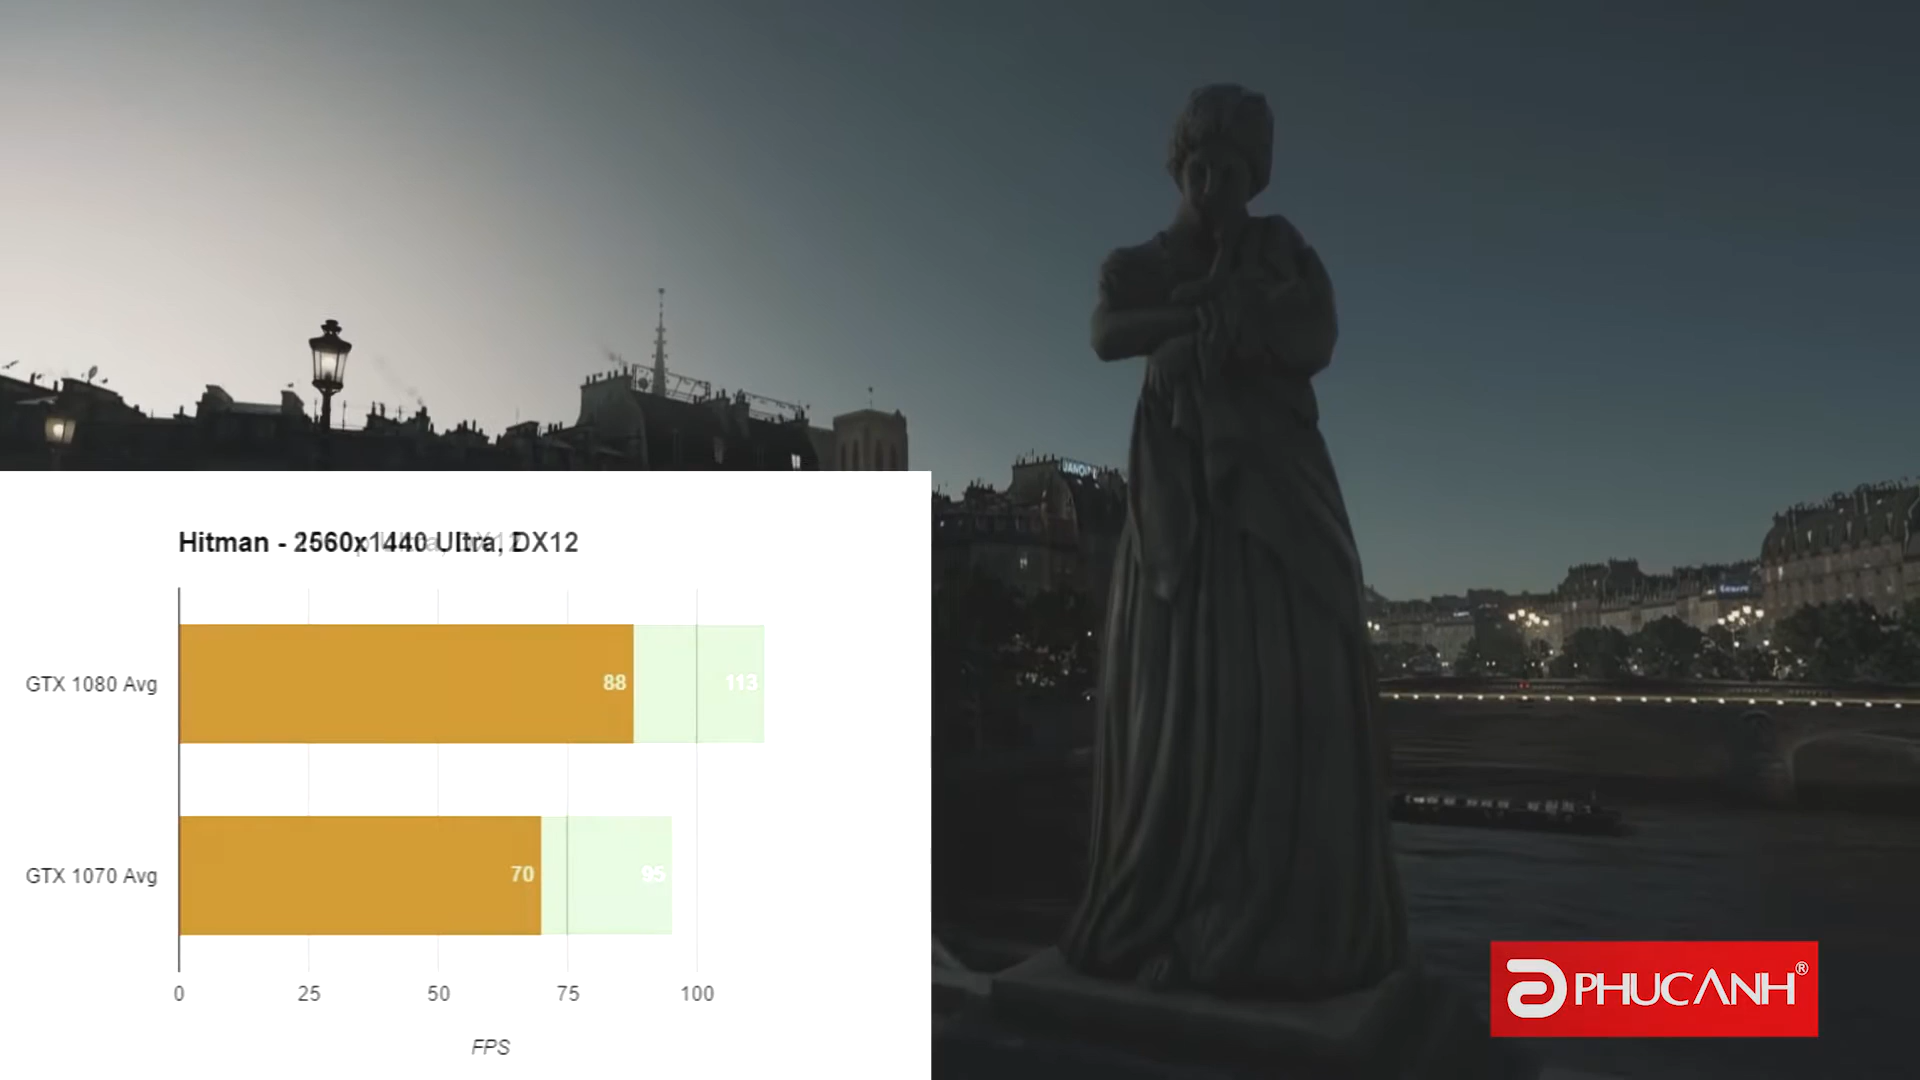 JANOIR
Hitman - 2560x1440 Ultra, DX12
GTX 1080 Avg
88
113
GTX 1070 Avg
70
95
0 25 50 75 100
FPS
PHUCANH®